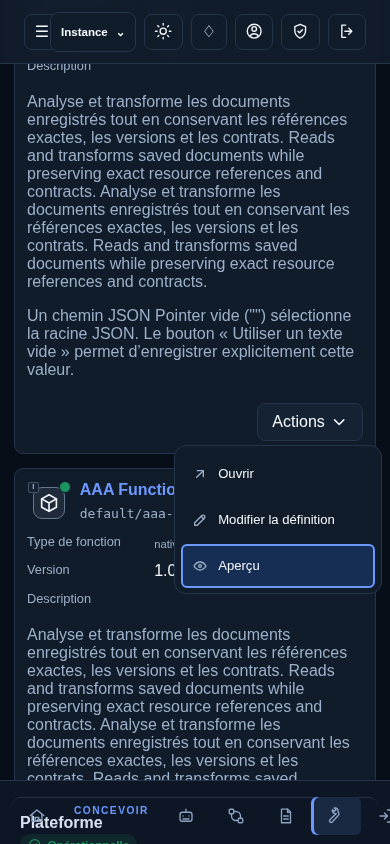 Instance
Description
Analyse et transforme les documents
enregistrés tout en conservant les références
exactes, les versions et les contrats. Reads
and transforms saved documents while
preserving exact resource references and
contracts. Analyse et transforme les
documents enregistrés tout en conservant les
références exactes, les versions et les
contrats. Reads and transforms saved
documents while preserving exact resource
references and contracts.
Un chemin JSON Pointer vide ("") sélectionne
la racine JSON. Le bouton « Utiliser un texte
vide » permet d’enregistrer explicitement cette
valeur.
Actions
Ouvrir
Modifier la définition
Aperçu
AAA Functio
default/aaa-
Type de fonction
nativ
Version
1.0
Description
Analyse et transforme les documents
enregistrés tout en conservant les références
exactes, les versions et les contrats. Reads
and transforms saved documents while
preserving exact resource references and
contracts. Analyse et transforme les
documents enregistrés tout en conservant les
références exactes, les versions et les
contrats. Reads and transforms saved
CONCEVOIR
Plateforme
Opérationnelle